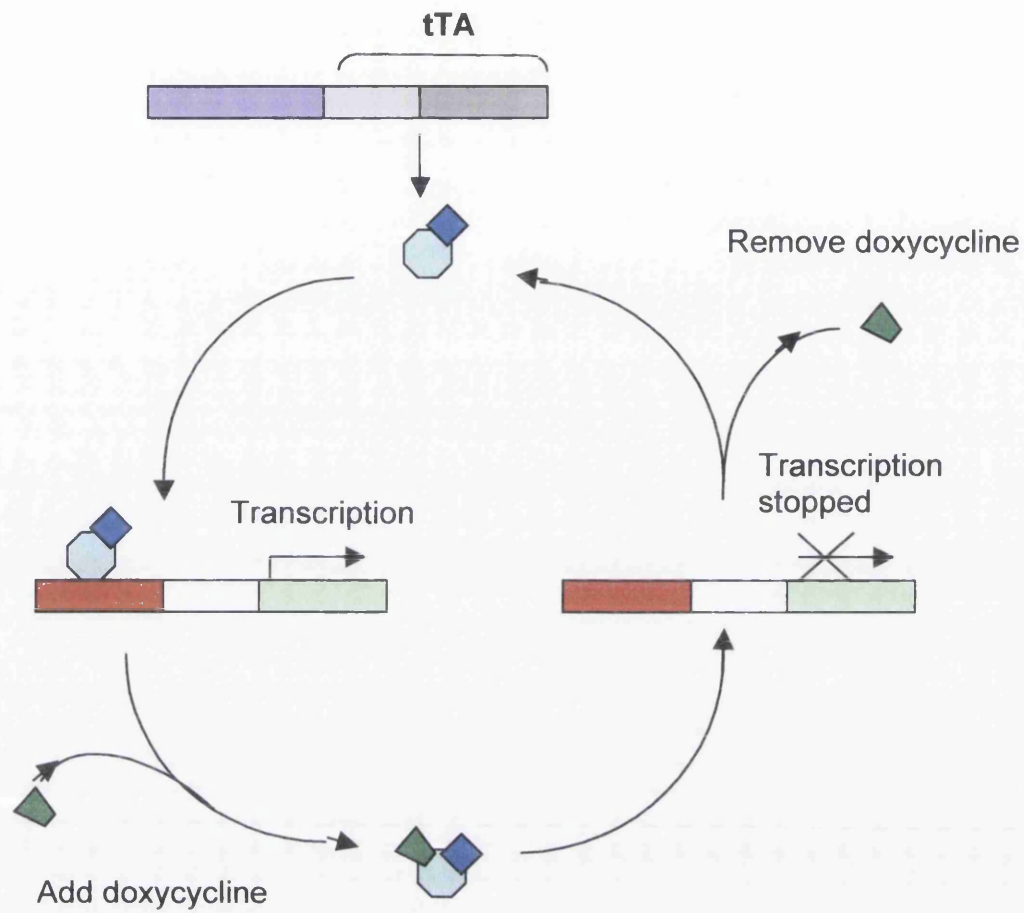 tTA
Remove doxycycline
Transcription
Transcription
stopped
Add doxycycline